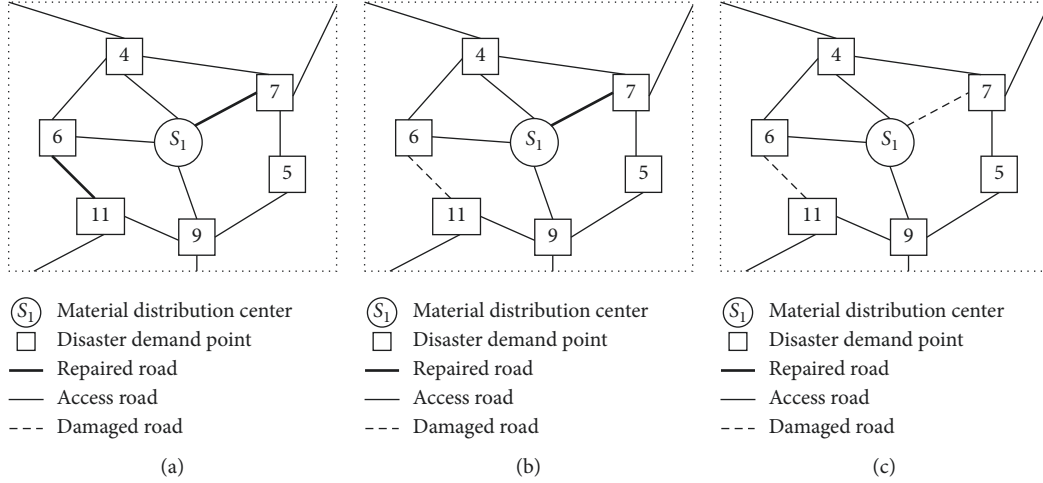 4
7
6
S1
5
11
9
S1 Material distribution center
Disaster demand point
Repaired road
Access road
Damaged road
(a)
4
7
6
S1
5
11
9
S1 Material distribution center
Disaster demand point
Repaired road
Access road
Damaged road
(b)
4
7
6
S1
5
11
9
S1 Material distribution center
Disaster demand point
Repaired road
Access road
Damaged road
(c)